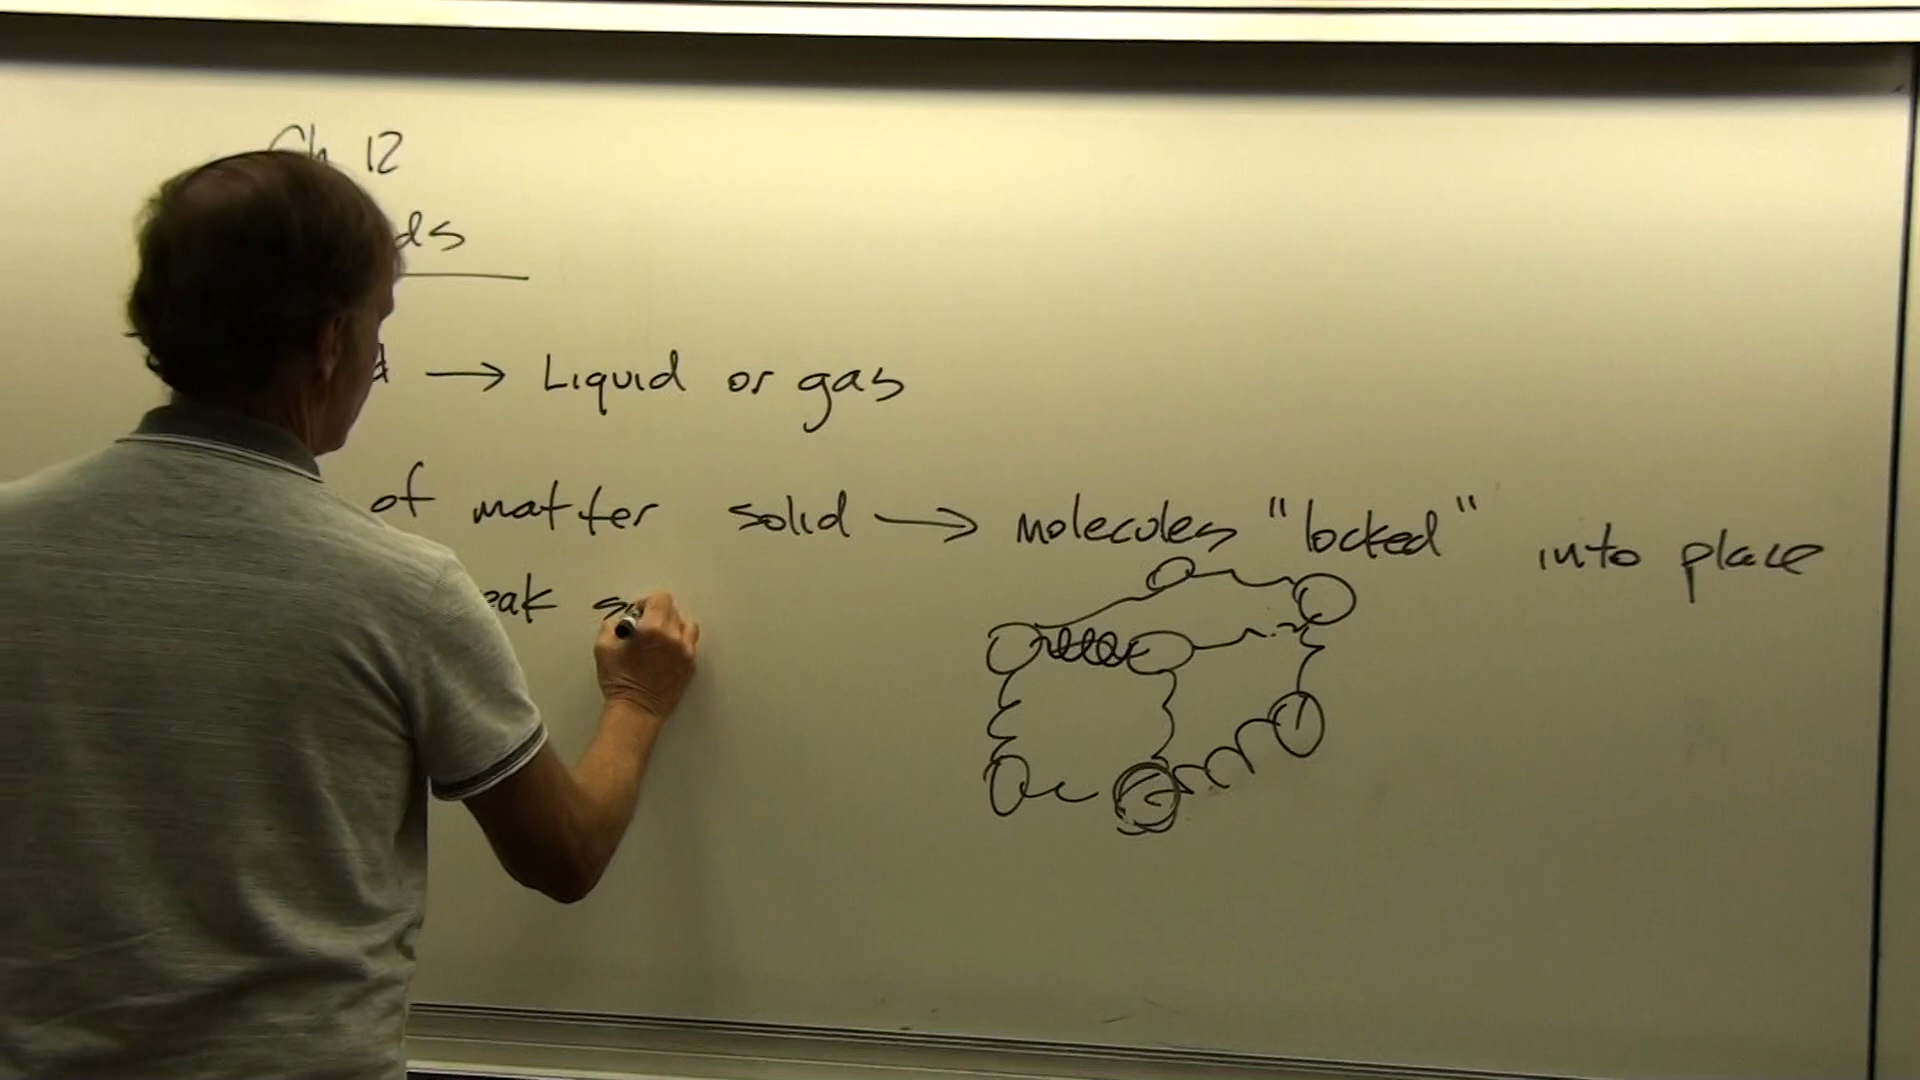 Ch 12
ds
d → Liquid or gas
of matter solid → molecules "locked" into place
eak s